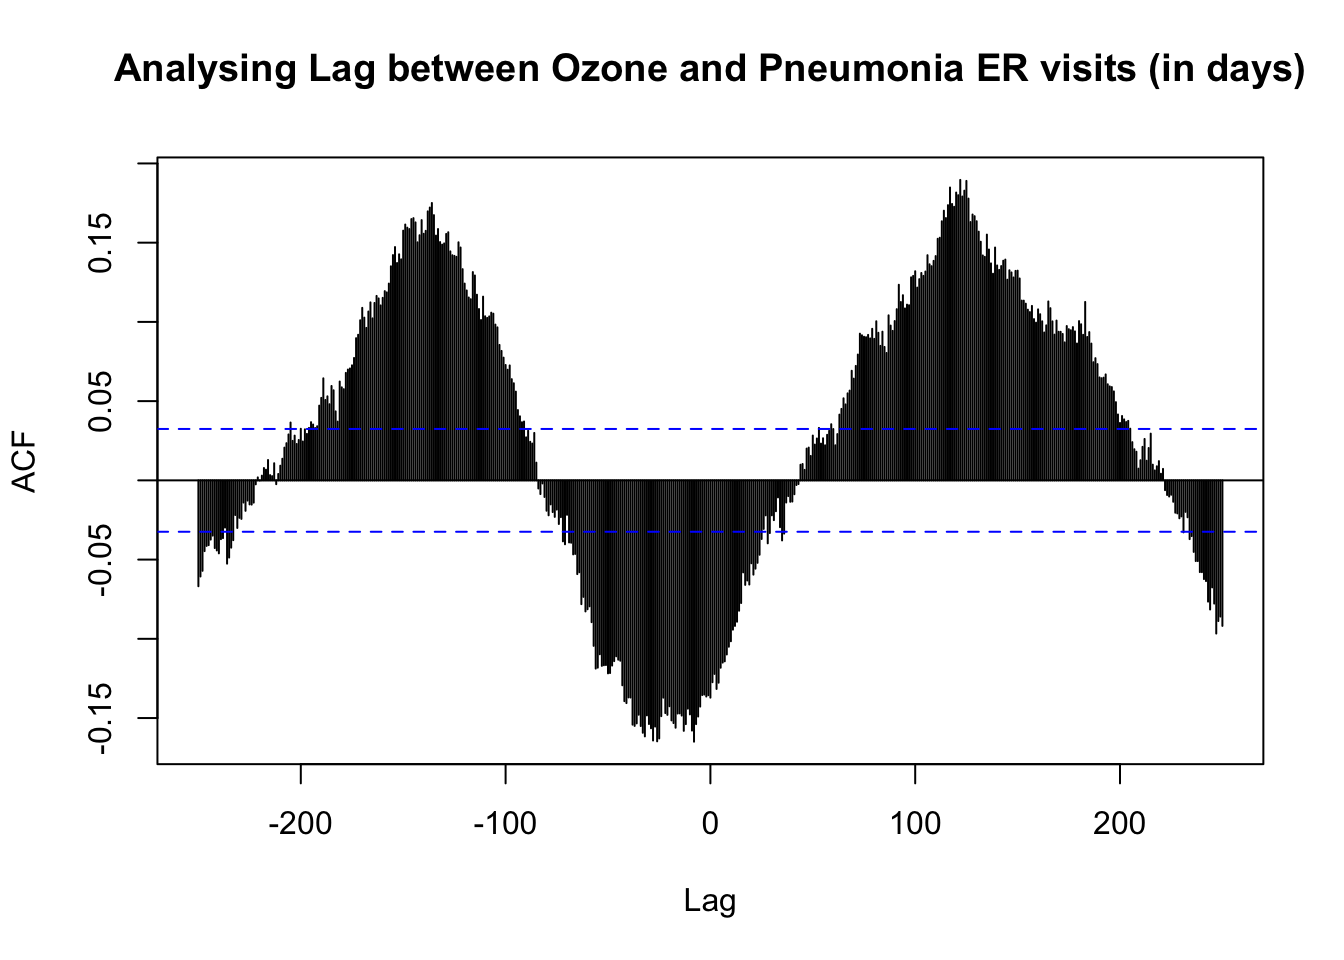 Analysing Lag between Ozone and Pneumonia ER visits (in days)
ACF
0.15
0.05
-0.05
-0.15
-200 -100 0 100 200
Lag